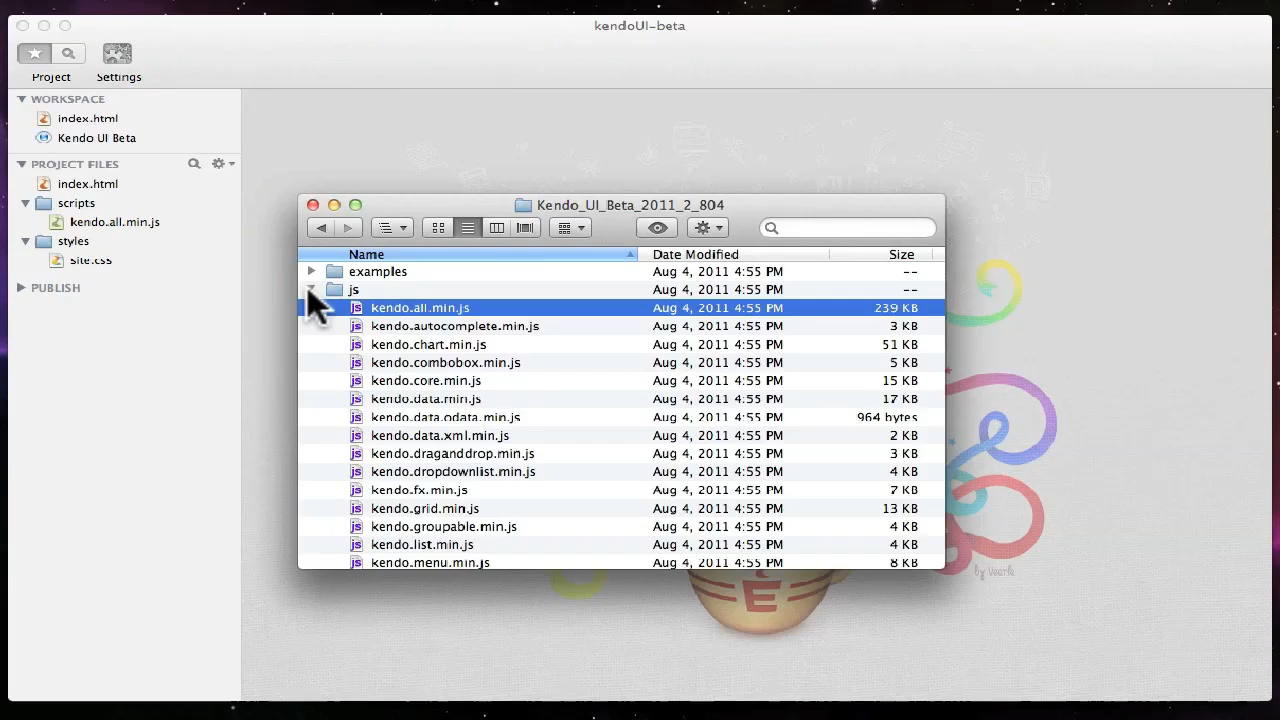 kendoUI-beta
Project
Settings
WORKSPACE
index.html
Kendo UI Beta
PROJECT FILES
index.html
scripts
kendo.all.min.js
styles
site.css
PUBLISH
Kendo_UI_Beta_2011_2_804
Name Date Modified Size
examples Aug 4, 2011 4:55 PM --
js Aug 4, 2011 4:55 PM --
kendo.all.min.js Aug 4, 2011 4:55 PM 239 KB
kendo.autocomplete.min.js Aug 4, 2011 4:55 PM 3 KB
kendo.chart.min.js Aug 4, 2011 4:55 PM 51 KB
kendo.combobox.min.js Aug 4, 2011 4:55 PM 5 KB
kendo.core.min.js Aug 4, 2011 4:55 PM 15 KB
kendo.data.min.js Aug 4, 2011 4:55 PM 17 KB
kendo.data.odata.min.js Aug 4, 2011 4:55 PM 964 bytes
kendo.data.xml.min.js Aug 4, 2011 4:55 PM 2 KB
kendo.draganddrop.min.js Aug 4, 2011 4:55 PM 3 KB
kendo.dropdownlist.min.js Aug 4, 2011 4:55 PM 4 KB
kendo.fx.min.js Aug 4, 2011 4:55 PM 7 KB
kendo.grid.min.js Aug 4, 2011 4:55 PM 13 KB
kendo.groupable.min.js Aug 4, 2011 4:55 PM 4 KB
kendo.list.min.js Aug 4, 2011 4:55 PM 4 KB
kendo.menu.min.js Aug 4, 2011 4:55 PM 8 KB
by Veerle
E